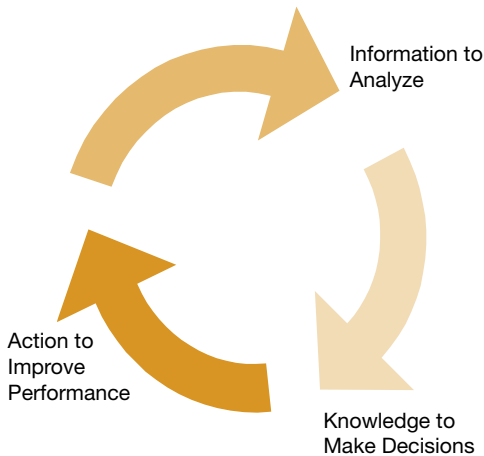 Information to
Analyze
Knowledge to
Make Decisions
Action to
Improve
Performance